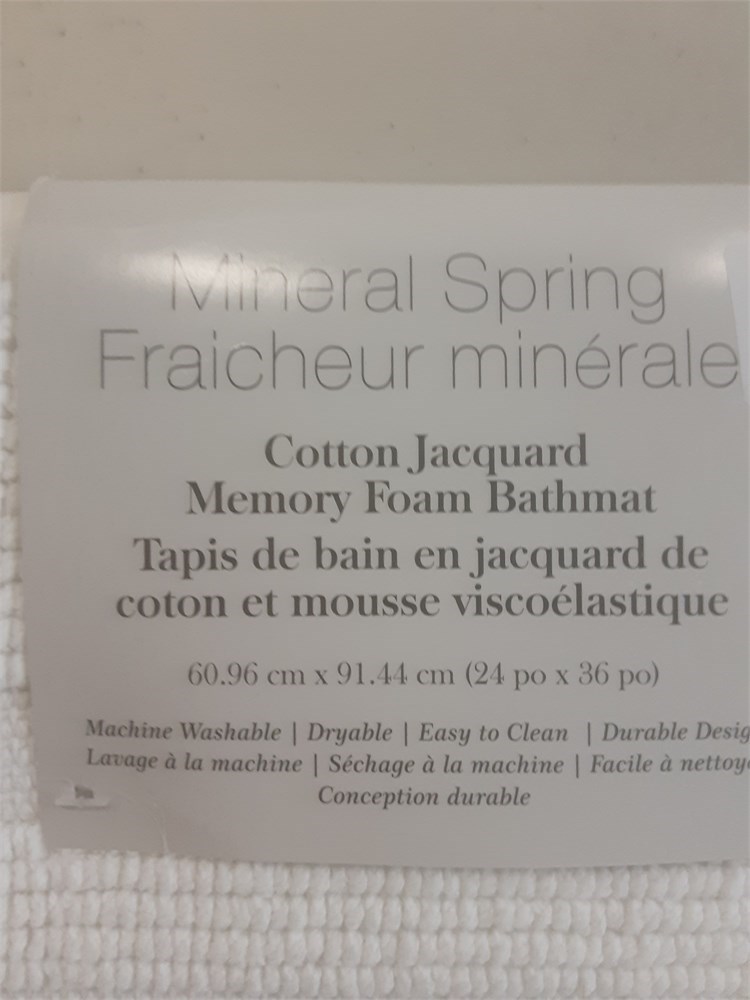 Mineral Spring
Fraicheur minérale
Cotton Jacquard
Memory Foam Bathmat
Tapis de bain en jacquard de
coton et mousse viscoélastique
60.96 cm x 91.44 cm (24 po x 36 po)
Machine Washable | Dryable | Easy to Clean | Durable
Lavage à la machine | Séchage à la machine | Facile à
Conception durable